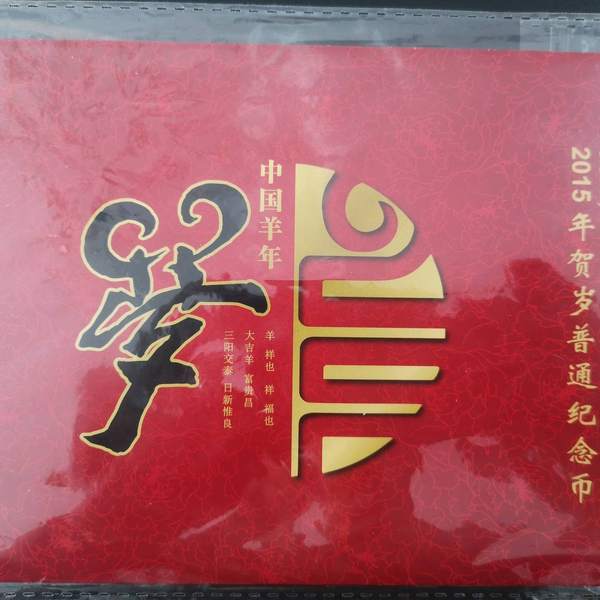 2015年贺岁普通纪念币
中国羊年
羊 祥也 祥 福也
大吉羊 富贵昌
三阳交泰 日新惟良
羊